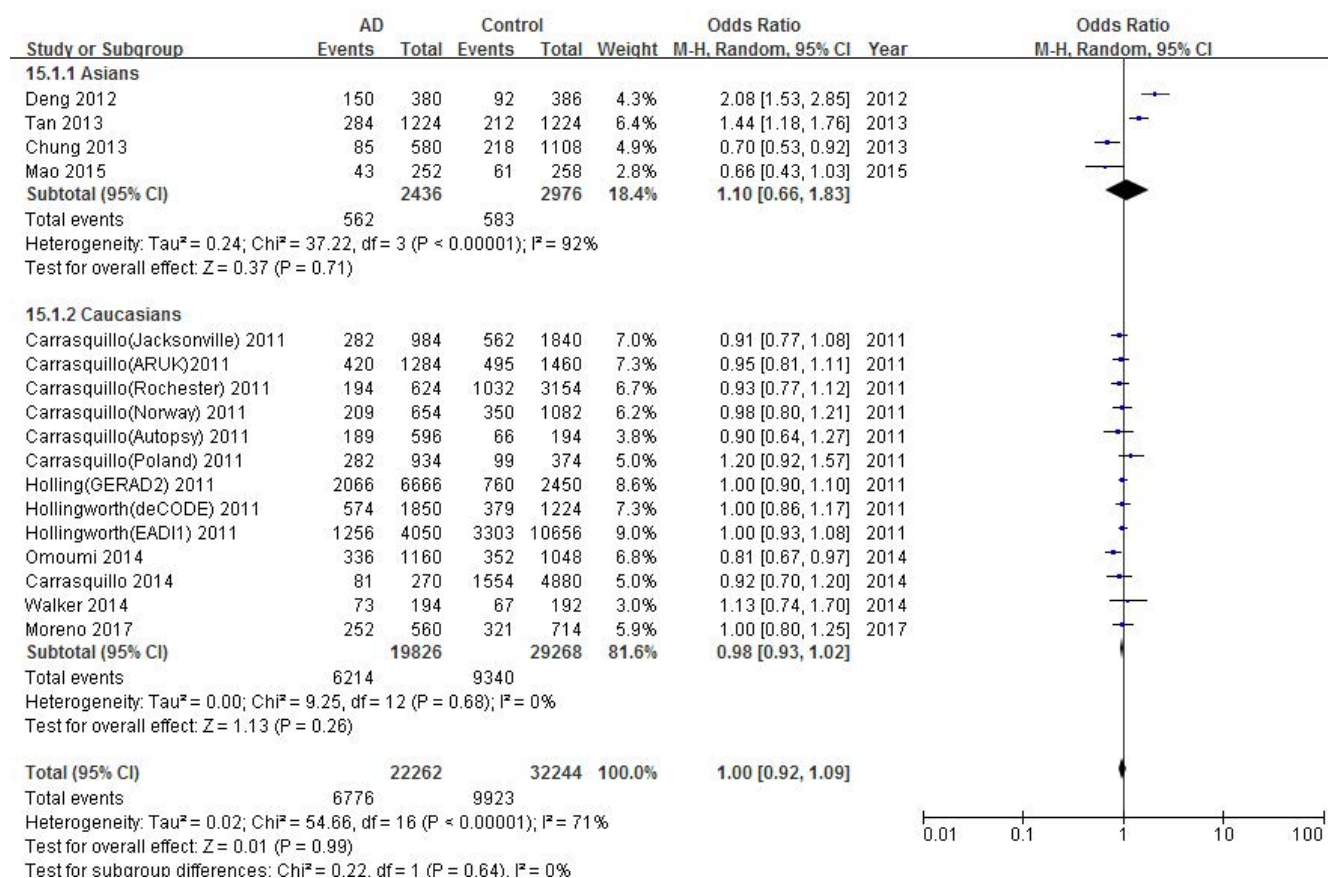 AD Control Odds Ratio Odds Ratio
Study or Subgroup Events Total Events Total Weight M-H, Random, 95% CI Year M-H, Random, 95% CI
15.1.1 Asians
Deng 2012 150 380 92 386 4.3% 2.08 [1.53, 2.85] 2012
Tan 2013 284 1224 212 1224 6.4% 1.44 [1.18, 1.76] 2013
Chung 2013 85 580 218 1108 4.9% 0.70 [0.53, 0.92] 2013
Mao 2015 43 252 61 258 2.8% 0.66 [0.43, 1.03] 2015
Subtotal (95% CI) 2436 2976 18.4% 1.10 [0.66, 1.83]
Total events 562 583
Heterogeneity: Tau² = 0.24; Chi² = 37.22, df = 3 (P < 0.00001); I² = 92%
Test for overall effect: Z = 0.37 (P = 0.71)
15.1.2 Caucasians
Carrasquillo(Jacksonville) 2011 282 984 562 1840 7.0% 0.91 [0.77, 1.08] 2011
Carrasquillo(ARUK)2011 420 1284 495 1460 7.3% 0.95 [0.81, 1.11] 2011
Carrasquillo(Rochester) 2011 194 624 1032 3154 6.7% 0.93 [0.77, 1.12] 2011
Carrasquillo(Norway) 2011 209 654 350 1082 6.2% 0.98 [0.80, 1.21] 2011
Carrasquillo(Autopsy) 2011 189 596 66 194 3.8% 0.90 [0.64, 1.27] 2011
Carrasquillo(Poland) 2011 282 934 99 374 5.0% 1.20 [0.92, 1.57] 2011
Holling(GERAD2) 2011 2066 6666 760 2450 8.6% 1.00 [0.90, 1.10] 2011
Hollingworth(deCODE) 2011 574 1850 379 1224 7.3% 1.00 [0.86, 1.17] 2011
Hollingworth(EADI1) 2011 1256 4050 3303 10656 9.0% 1.00 [0.93, 1.08] 2011
Omoumi 2014 336 1160 352 1048 6.8% 0.81 [0.67, 0.97] 2014
Carrasquillo 2014 81 270 1554 4880 5.0% 0.92 [0.70, 1.20] 2014
Walker 2014 73 194 67 192 3.0% 1.13 [0.74, 1.70] 2014
Moreno 2017 252 560 321 714 5.9% 1.00 [0.80, 1.25] 2017
Subtotal (95% CI) 19826 29268 81.6% 0.98 [0.93, 1.02]
Total events 6214 9340
Heterogeneity: Tau² = 0.00; Chi² = 9.25, df = 12 (P = 0.68); I² = 0%
Test for overall effect: Z = 1.13 (P = 0.26)
Total (95% CI) 22262 32244 100.0% 1.00 [0.92, 1.09]
Total events 6776 9923
Heterogeneity: Tau² = 0.02; Chi² = 54.66, df = 16 (P < 0.00001); I² = 71%
Test for overall effect: Z = 0.01 (P = 0.99)
Test for subgroup differences: Chi² = 0.22, df = 1 (P = 0.64), I² = 0%
0.01 0.1 1 10 100